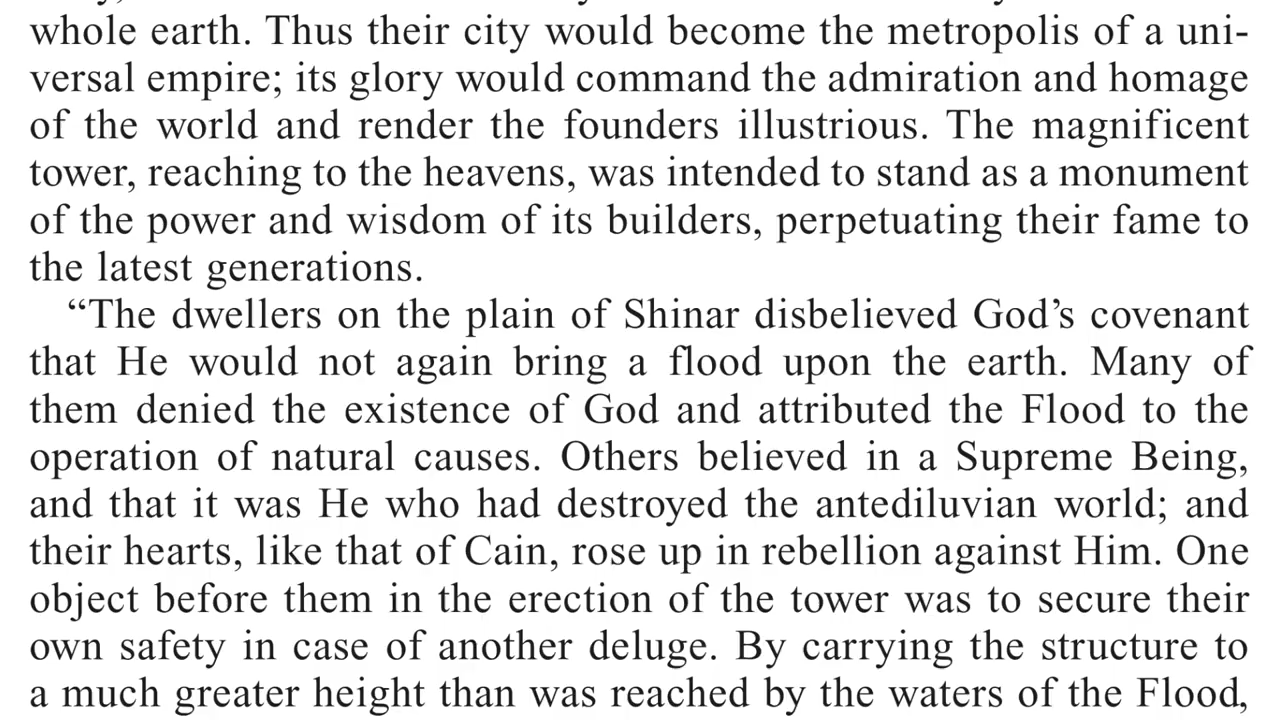 whole earth. Thus their city would become the metropolis of a uni-
versal empire; its glory would command the admiration and homage
of the world and render the founders illustrious. The magnificent
tower, reaching to the heavens, was intended to stand as a monument
of the power and wisdom of its builders, perpetuating their fame to
the latest generations.
“The dwellers on the plain of Shinar disbelieved God’s covenant
that He would not again bring a flood upon the earth. Many of
them denied the existence of God and attributed the Flood to the
operation of natural causes. Others believed in a Supreme Being,
and that it was He who had destroyed the antediluvian world; and
their hearts, like that of Cain, rose up in rebellion against Him. One
object before them in the erection of the tower was to secure their
own safety in case of another deluge. By carrying the structure to
a much greater height than was reached by the waters of the Flood,